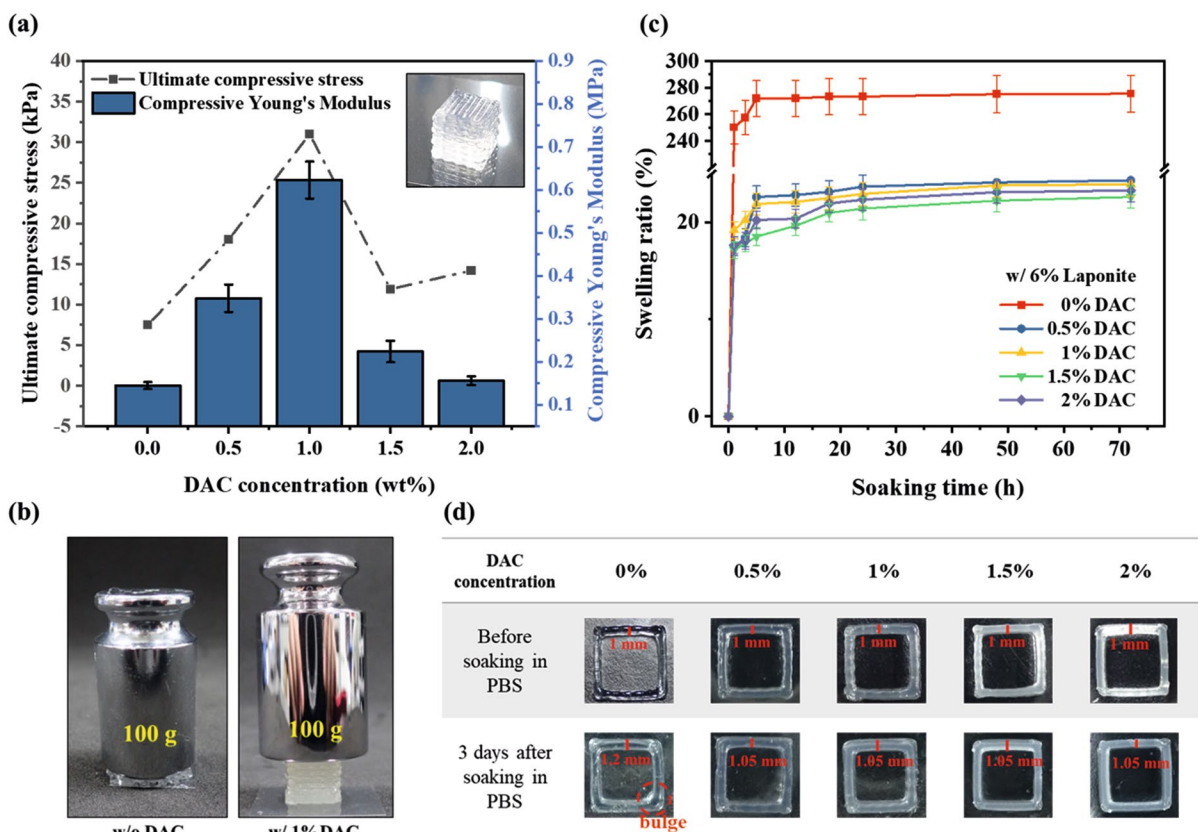 (a)
Ultimate compressive stress (kPa)
40
35
30
25
20
15
10
5
0
-5
Ultimate compressive stress
Compressive Young's Modulus
0.9
0.8
0.7
0.6
0.5
0.4
0.3
0.2
0.1
Compressive Young's Modulus (MPa)
0.0 0.5 1.0 1.5 2.0
DAC concentration (wt%)
(c)
Swelling ratio (%)
300
280
260
240
20
0
w/ 6% Laponite
0% DAC
0.5% DAC
1% DAC
1.5% DAC
2% DAC
0 10 20 30 40 50 60 70
Soaking time (h)
(b)
100 g
100 g
w/o DAC w/ 1% DAC
(d)
DAC
concentration
0% 0.5% 1% 1.5% 2%
Before
soaking in
PBS
1 mm 1 mm 1 mm 1 mm 1 mm
3 days after
soaking in
PBS
1.2 mm 1.05 mm 1.05 mm 1.05 mm 1.05 mm
bulge